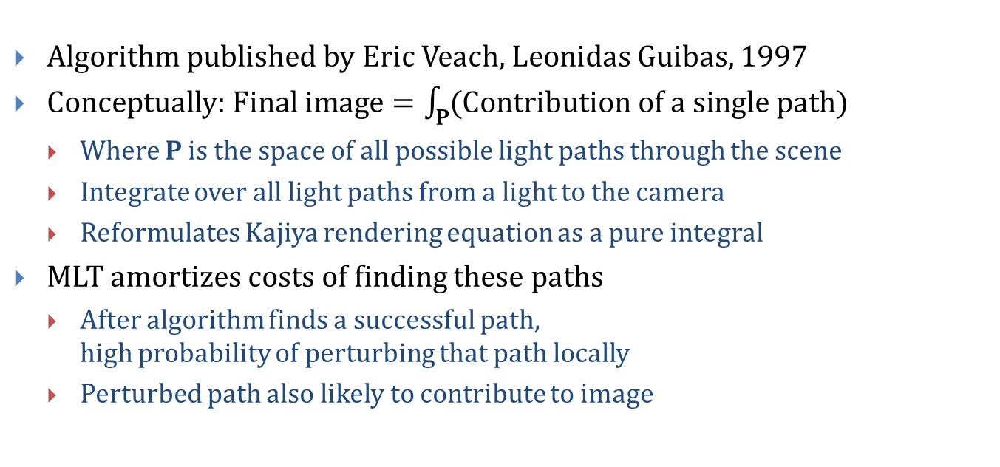 Algorithm published by Eric Veach, Leonidas Guibas, 1997
Conceptually: Final image = ∫P(Contribution of a single path)
Where P is the space of all possible light paths through the scene
Integrate over all light paths from a light to the camera
Reformulates Kajiya rendering equation as a pure integral
MLT amortizes costs of finding these paths
After algorithm finds a successful path,
high probability of perturbing that path locally
Perturbed path also likely to contribute to image